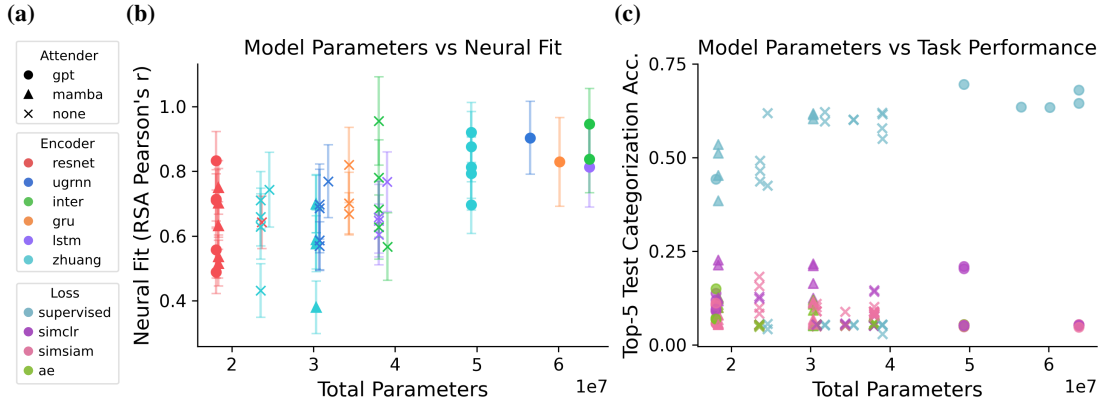 (a)
Attender
gpt
mamba
none
Encoder
resnet
ugrnn
inter
gru
lstm
zhuang
Loss
supervised
simclr
simsiam
ae
(b)
Model Parameters vs Neural Fit
Neural Fit (RSA Pearson's r)
1.0
0.8
0.6
0.4
2 3 4 5 6
1e7
Total Parameters
(c)
Model Parameters vs Task Performance
Top-5 Test Categorization Acc.
0.75
0.50
0.25
0.00
2 3 4 5 6
1e7
Total Parameters